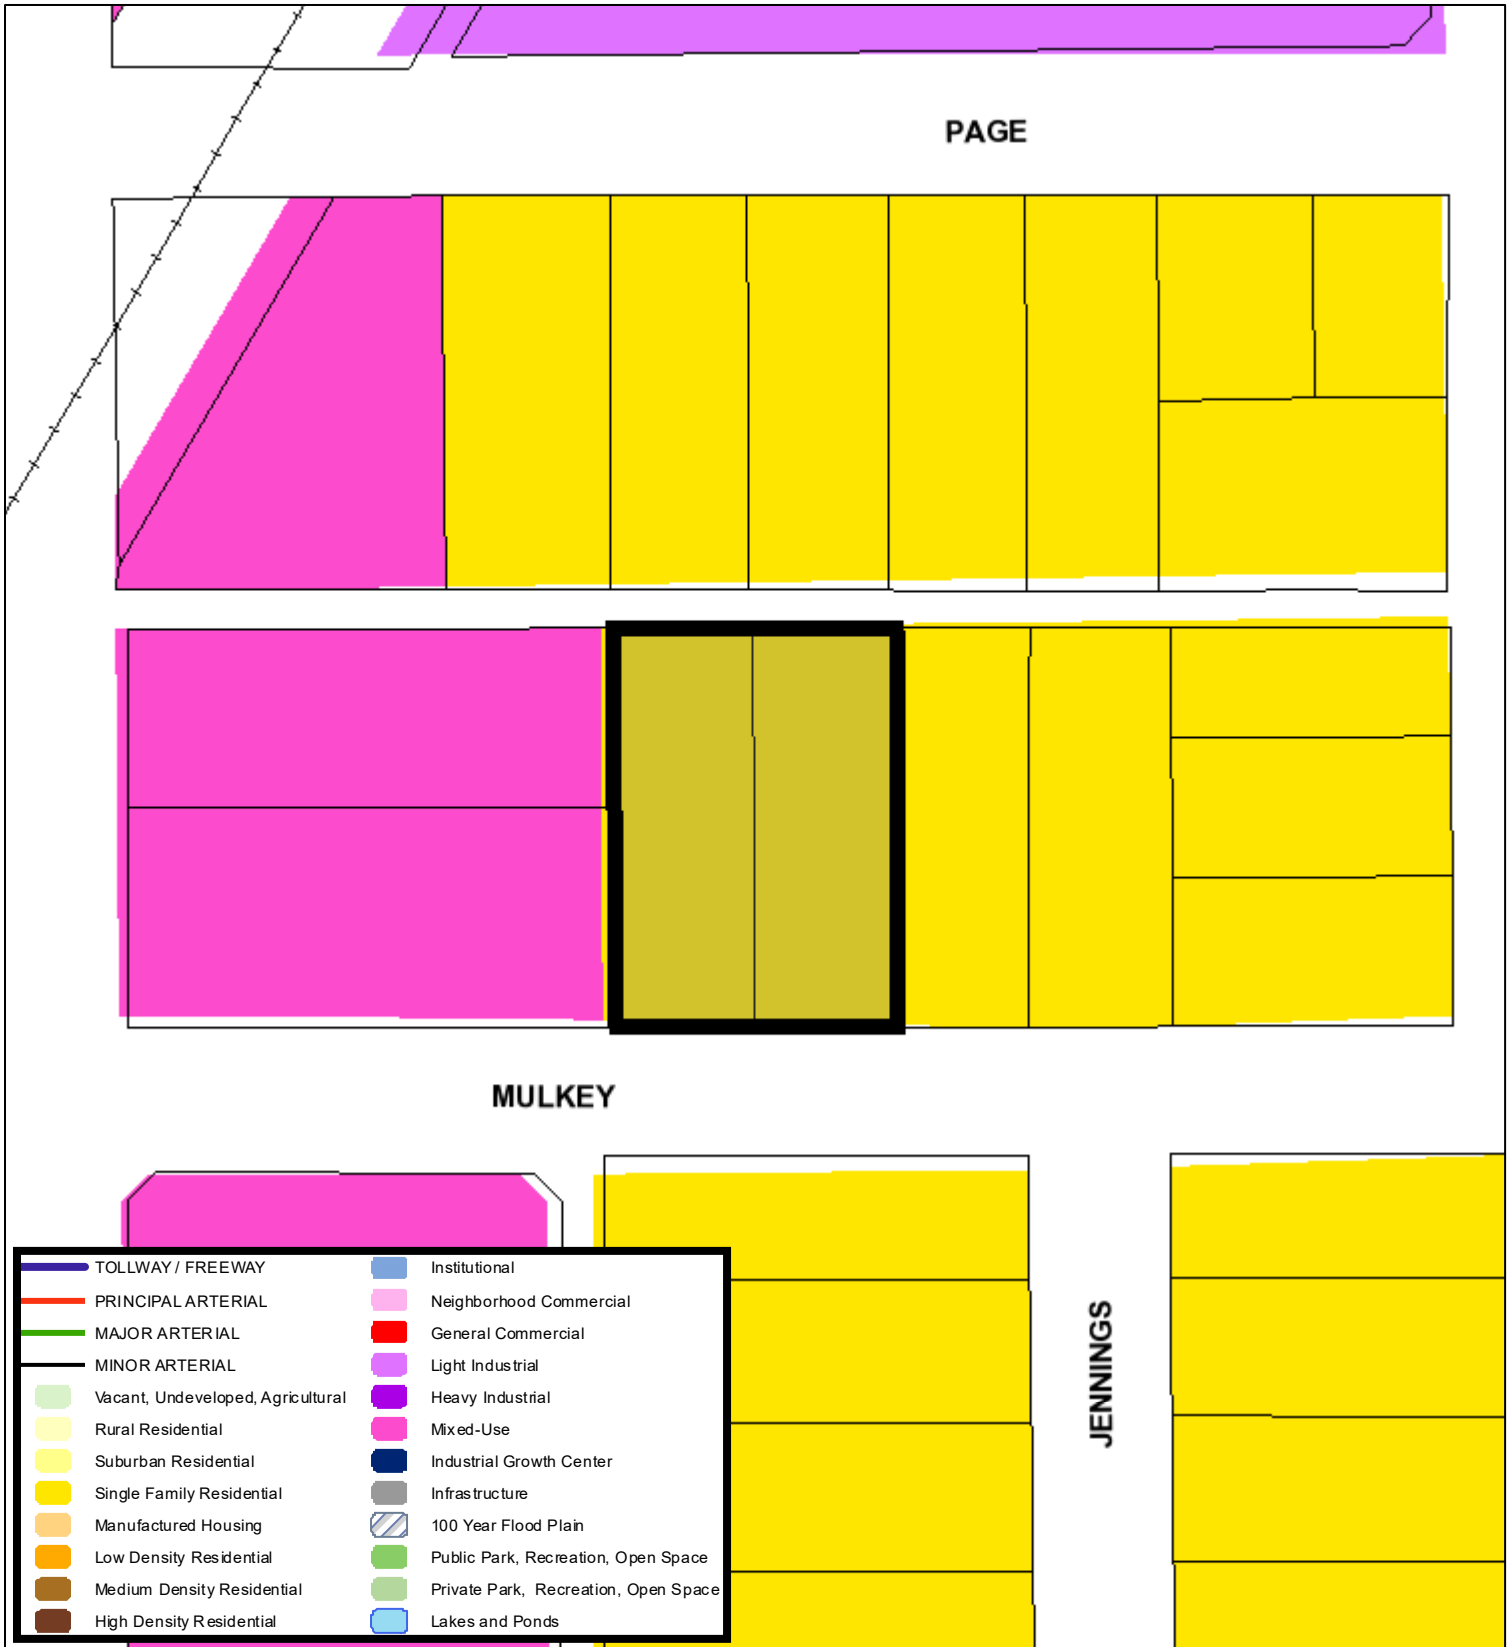 PAGE
MULKEY
JENNINGS
TOLLWAY / FREEWAY
PRINCIPAL ARTERIAL
MAJOR ARTERIAL
MINOR ARTERIAL
Vacant, Undeveloped, Agricultural
Rural Residential
Suburban Residential
Single Family Residential
Manufactured Housing
Low Density Residential
Medium Density Residential
High Density Residential
Institutional
Neighborhood Commercial
General Commercial
Light Industrial
Heavy Industrial
Mixed-Use
Industrial Growth Center
Infrastructure
100 Year Flood Plain
Public Park, Recreation, Open Space
Private Park, Recreation, Open Space
Lakes and Ponds